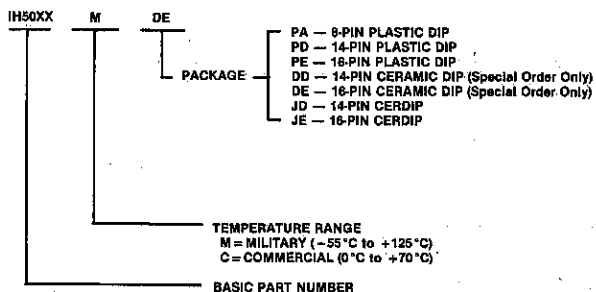 IH50XX M DE
PA — 8-PIN PLASTIC DIP
PD — 14-PIN PLASTIC DIP
PE — 16-PIN PLASTIC DIP
PACKAGE DD — 14-PIN CERAMIC DIP (Special Order Only)
DE — 16-PIN CERAMIC DIP (Special Order Only)
JD — 14-PIN CERDIP
JE — 16-PIN CERDIP
TEMPERATURE RANGE
M = MILITARY (−55°C to +125°C)
C = COMMERCIAL (0°C to +70°C)
BASIC PART NUMBER